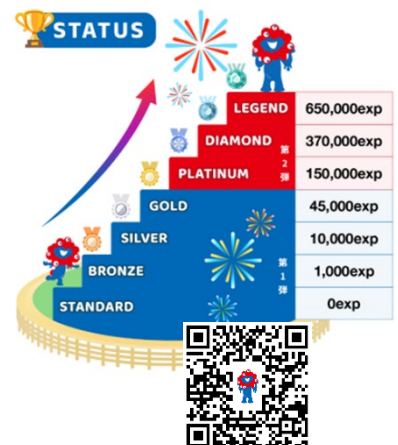 STATUS
LEGEND 650,000exp
DIAMOND 370,000exp
PLATINUM 150,000exp
第2弾
GOLD 45,000exp
SILVER 10,000exp
BRONZE 1,000exp
STANDARD 0exp
第1弾